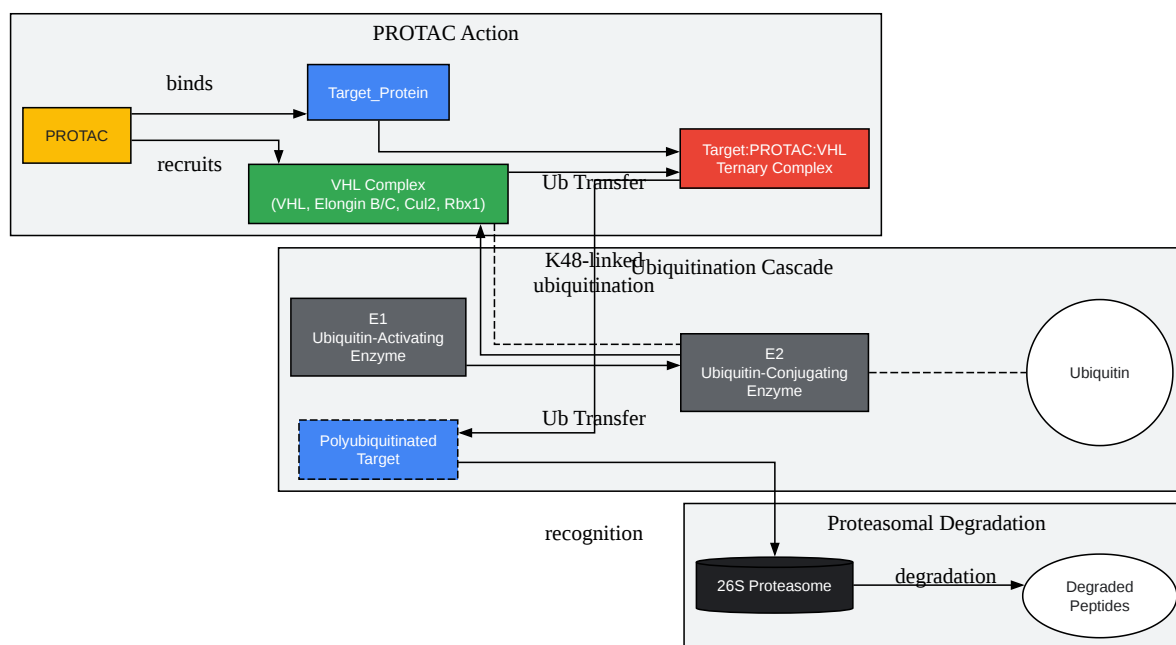 PROTAC Action
binds
Target_Protein
PROTAC
recruits
Target:PROTAC:VHL
Ternary Complex
VHL Complex
(VHL, Elongin B/C, Cul2, Rbx1)
Ub Transfer
K48-linked
ubiquitination
Ubiquitination Cascade
E1
Ubiquitin-Activating
Enzyme
E2
Ubiquitin-Conjugating
Enzyme
Ubiquitin
Ub Transfer
Polyubiquitinated
Target
recognition
Proteasomal Degradation
26S Proteasome
degradation
Degraded
Peptides